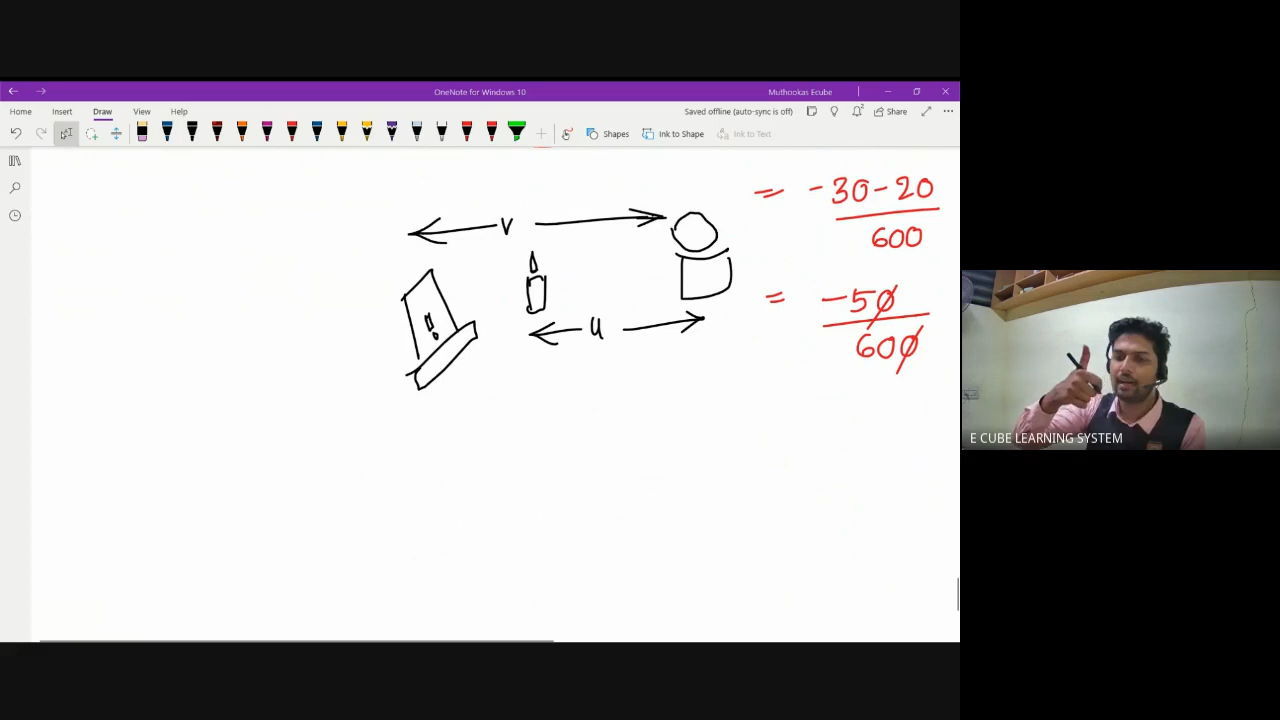 OneNote for Windows 10
Muthookas Ecube
Home Insert Draw View Help
Saved offline (auto-sync is off)
Share
Shapes
Ink to Shape
Ink to Text
= -30-20
600
v
= -50
600
u
E CUBE LEARNING SYSTEM